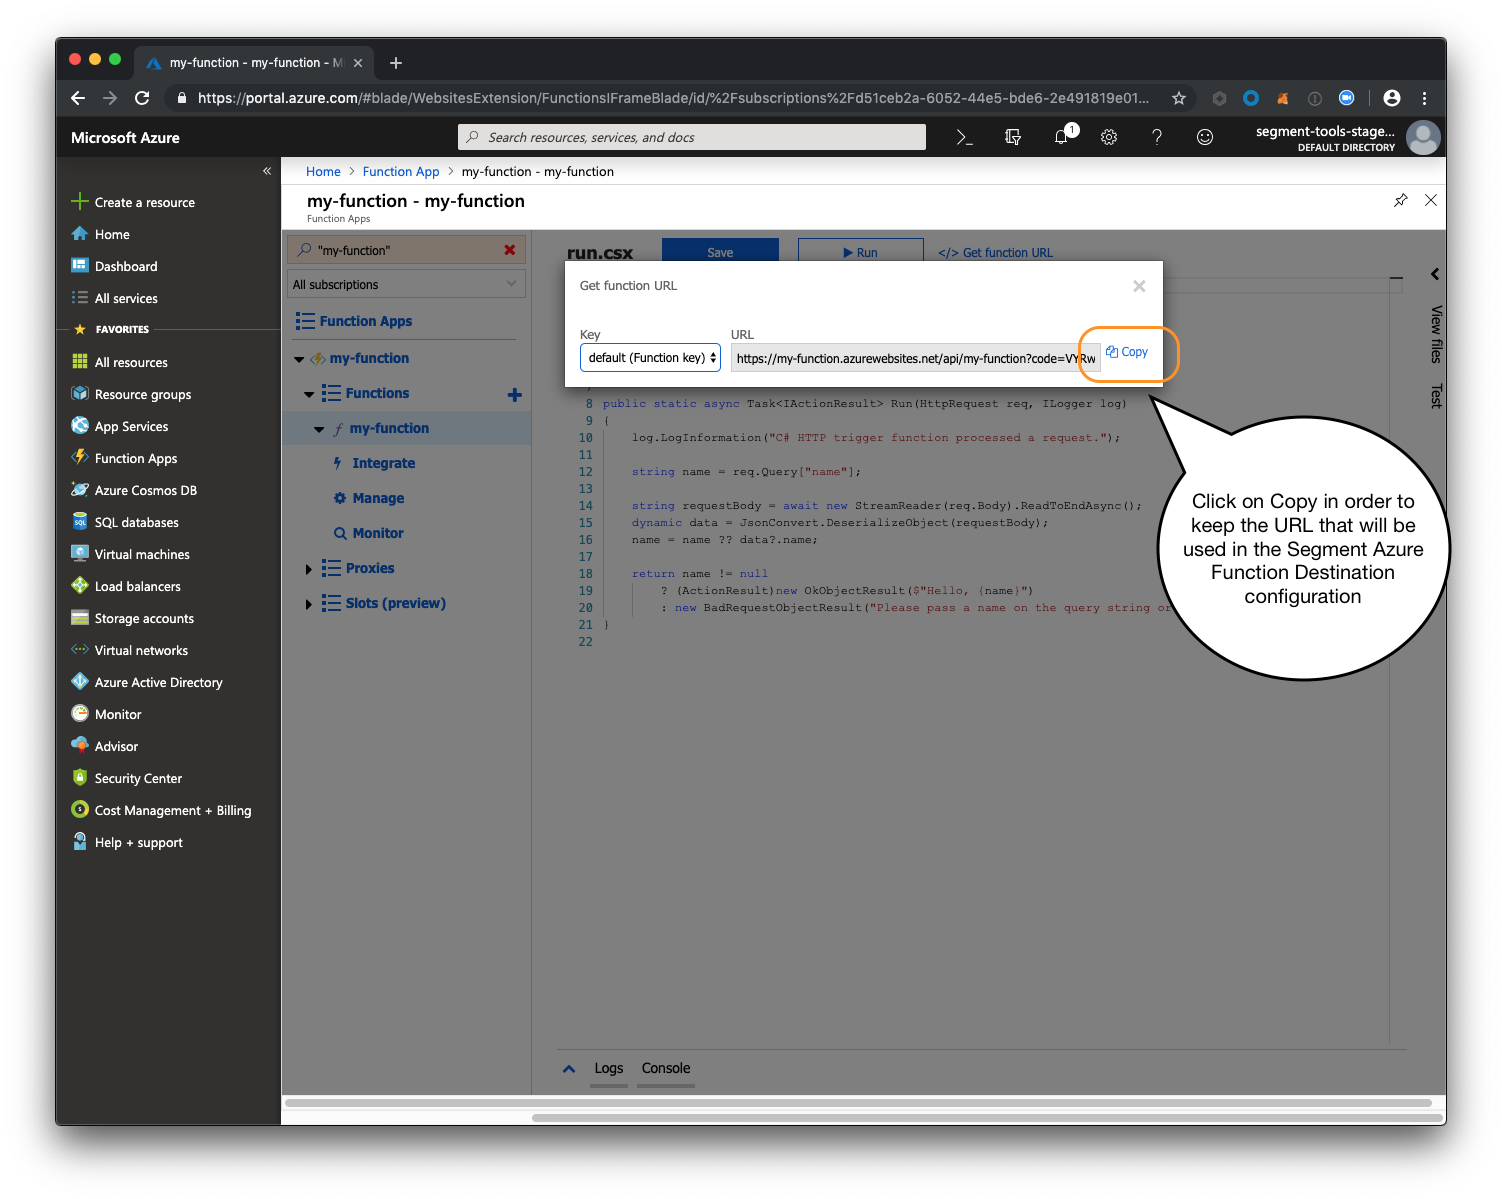 my-function - my-function - M
https://portal.azure.com/#blade/WebsitesExtension/FunctionsIFrameBlade/id/%2Fsubscriptions%2Fd51ceb2a-6052-44e5-bde6-2e491819e01...
Microsoft Azure
Search resources, services, and docs
1
segment-tools-stage...
DEFAULT DIRECTORY
«
Create a resource
Home
Dashboard
All services
FAVORITES
All resources
Resource groups
App Services
Function Apps
Azure Cosmos DB
SQL databases
Virtual machines
Load balancers
Storage accounts
Virtual networks
Azure Active Directory
Monitor
Advisor
Security Center
Cost Management + Billing
Help + support
Home > Function App > my-function - my-function
my-function - my-function
Function Apps
"my-function"
All subscriptions
Function Apps
my-function
Functions
my-function
Integrate
Manage
Monitor
Proxies
Slots (preview)
run.csx
Save
Run
</> Get function URL
Get function URL
Key
URL
default (Function key)
https://my-function.azurewebsites.net/api/my-function?code=VYRw
Copy
View files
Test
8 public static async Task<IActionResult> Run(HttpRequest req, ILogger log)
9 {
10 log.LogInformation("C# HTTP trigger function processed a request.");
11
12 string name = req.Query["name"];
13
14 string requestBody = await new StreamReader(req.Body).ReadToEndAsync();
15 dynamic data = JsonConvert.DeserializeObject(requestBody);
16 name = name ?? data?.name;
17
18 return name != null
19 ? (ActionResult)new OkObjectResult($"Hello, {name}")
20 : new BadRequestObjectResult("Please pass a name on the query string or
21 }
22
Click on Copy in order to
keep the URL that will be
used in the Segment Azure
Function Destination
configuration
Logs
Console